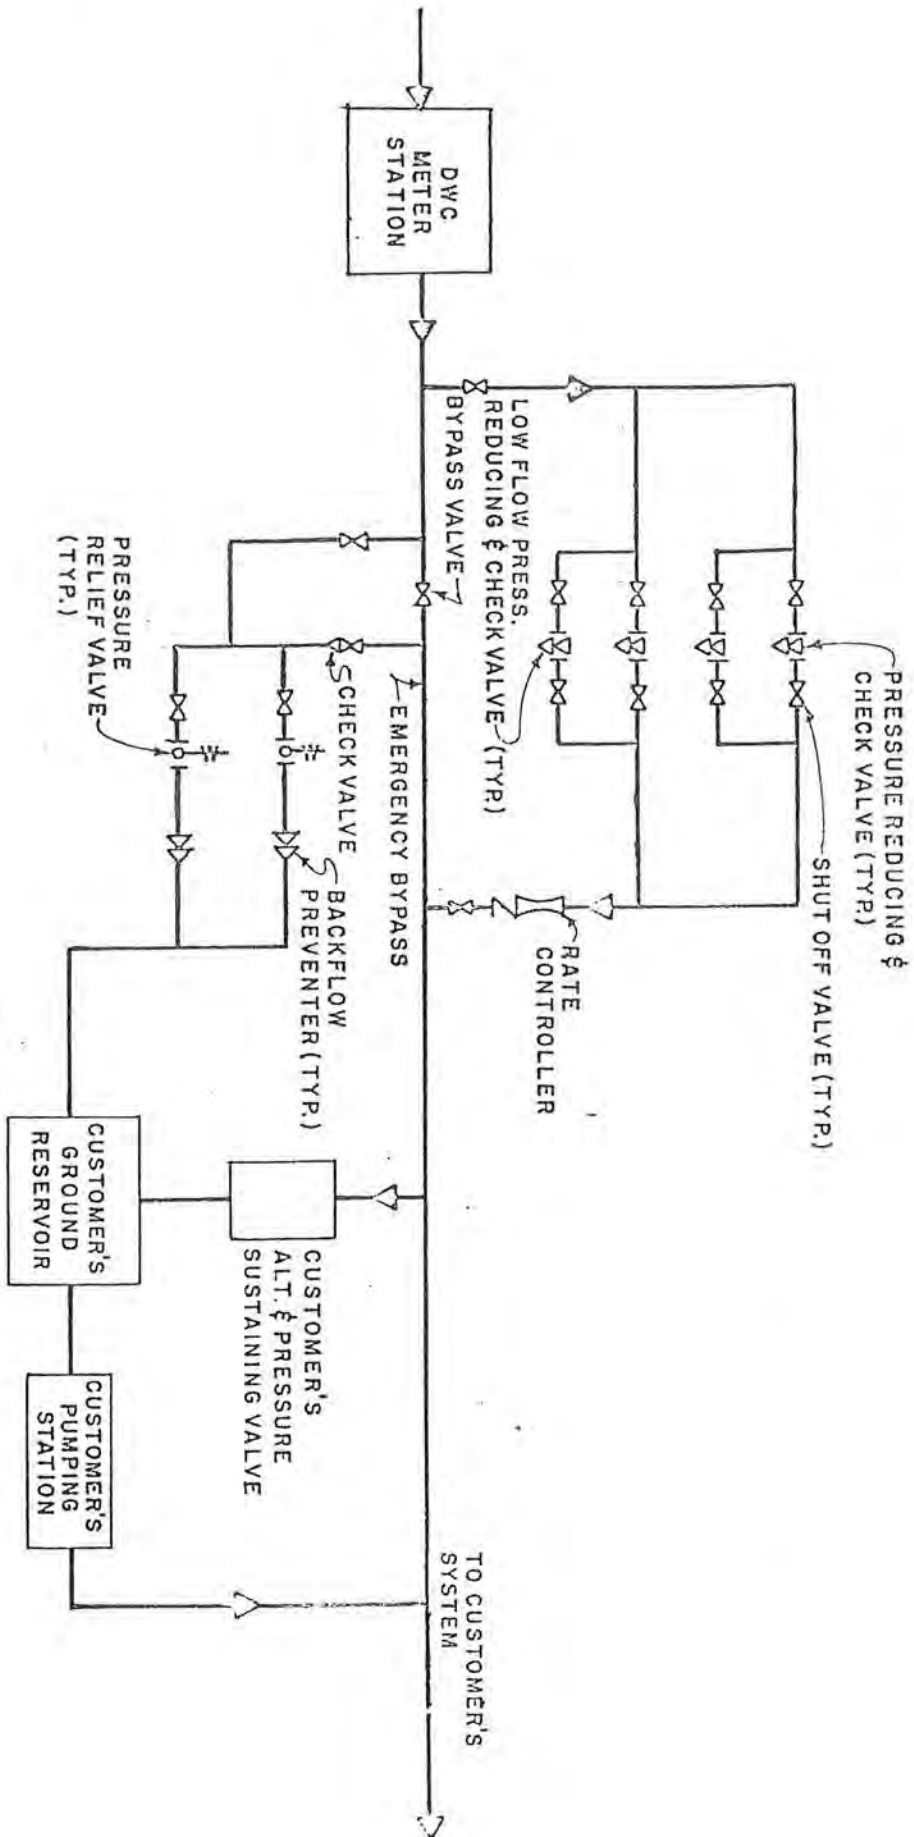 DWC
METER
STATION
PRESSURE REDUCING &
CHECK VALVE (TYP.)
SHUT OFF VALVE (TYP.)
LOW FLOW PRESS.
REDUCING & CHECK VALVE (TYP.)
BYPASS VALVE
RATE
CONTROLLER
EMERGENCY BYPASS
CHECK VALVE
BACKFLOW
PREVENTER (TYP.)
PRESSURE
RELIEF VALVE
(TYP.)
CUSTOMER'S
ALT. & PRESSURE
SUSTAINING VALVE
CUSTOMER'S
GROUND
RESERVOIR
CUSTOMER'S
PUMPING
STATION
TO CUSTOMER'S
SYSTEM